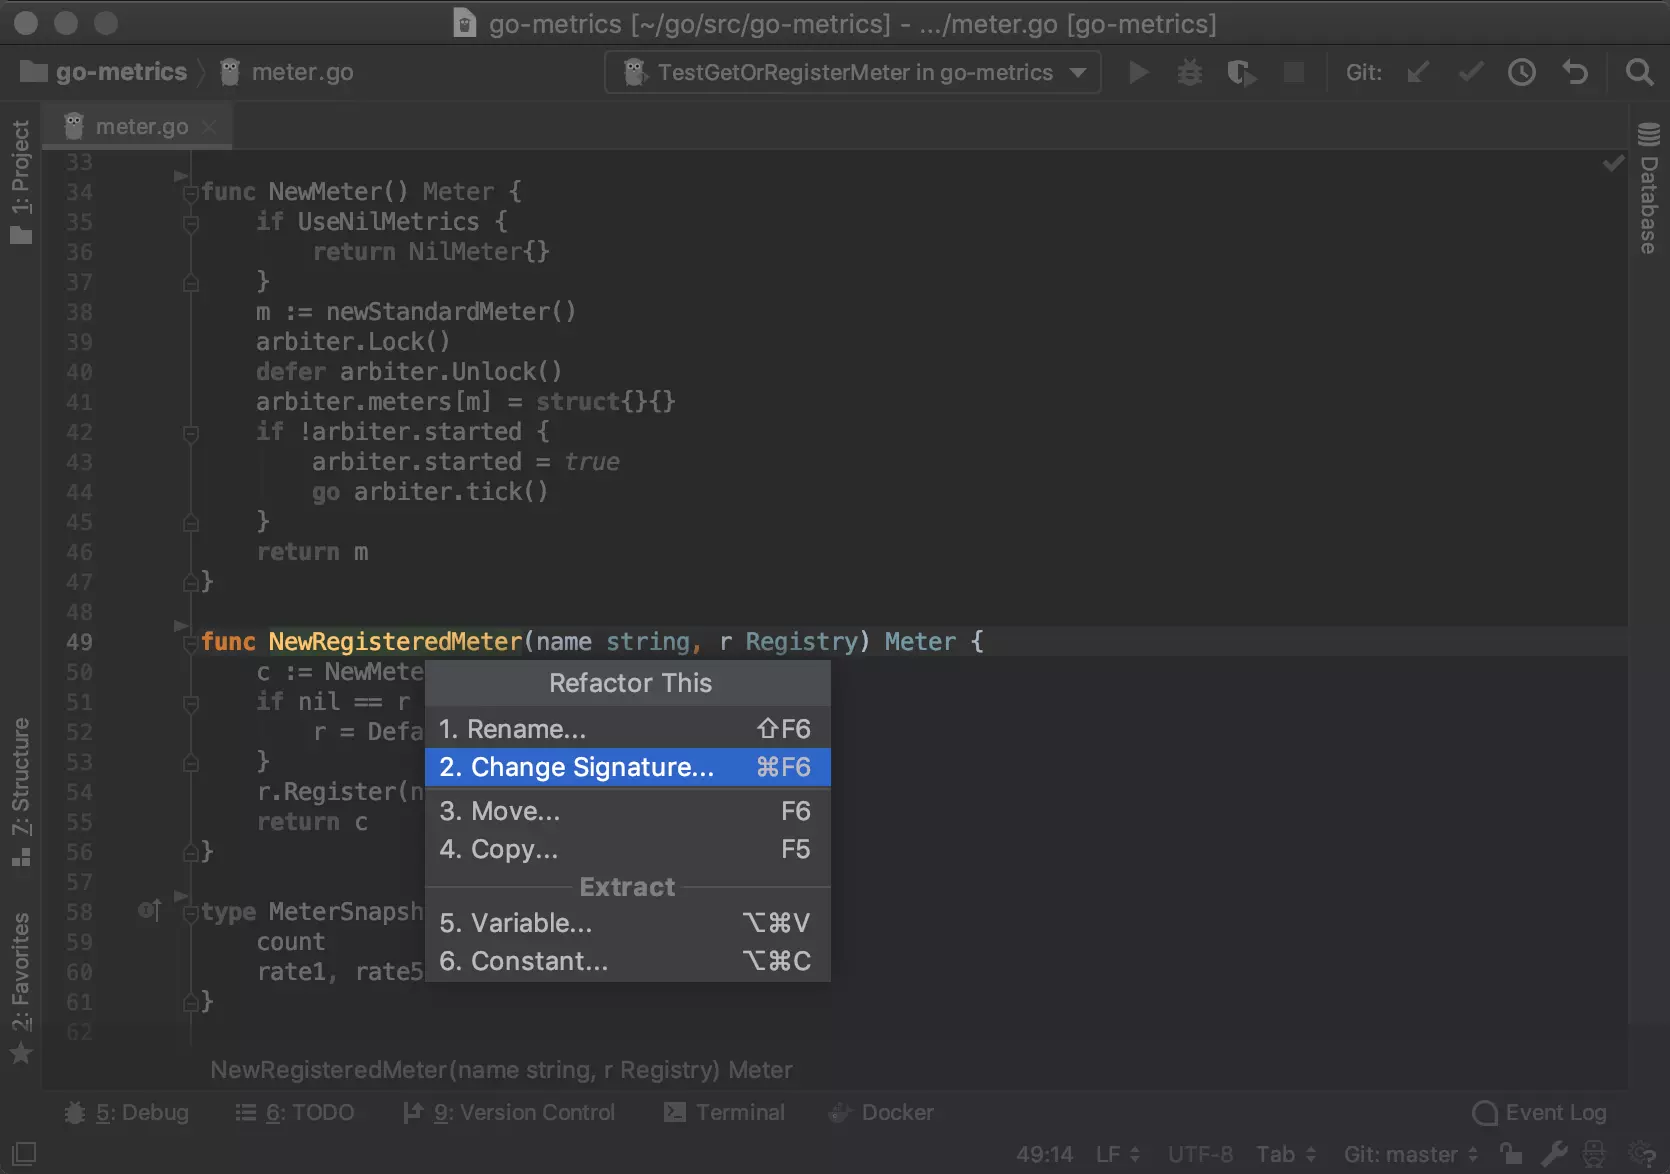 go-metrics [~/go/src/go-metrics] - .../meter.go [go-metrics]
go-metrics meter.go TestGetOrRegisterMeter in go-metrics Git:
meter.go
1: Project
7: Structure
2: Favorites
Database
33
34 func NewMeter() Meter {
35 if UseNilMetrics {
36 return NilMeter{}
37 }
38 m := newStandardMeter()
39 arbiter.Lock()
40 defer arbiter.Unlock()
41 arbiter.meters[m] = struct{}{}
42 if !arbiter.started {
43 arbiter.started = true
44 go arbiter.tick()
45 }
46 return m
47 }
48
49 func NewRegisteredMeter(name string, r Registry) Meter {
50 c := NewMete
51 if nil == r
52 r = Defa
53 }
54 r.Register(n
55 return c
56 }
57
58 type MeterSnapsh
59 count
60 rate1, rate5
61 }
62
Refactor This
1. Rename... ⇧F6
2. Change Signature... ⌘F6
3. Move... F6
4. Copy... F5
Extract
5. Variable... ⌥⌘V
6. Constant... ⌥⌘C
NewRegisteredMeter(name string, r Registry) Meter
5: Debug 6: TODO 9: Version Control Terminal Docker Event Log
49:14 LF UTF-8 Tab Git: master